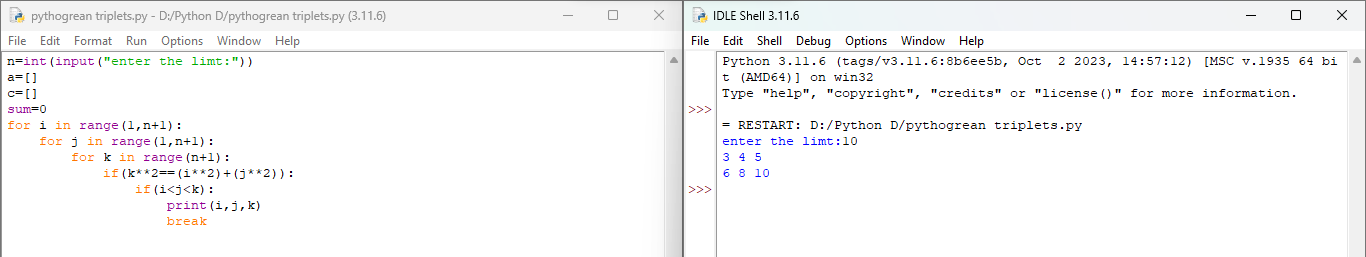 pythogrean triplets.py - D:/Python D/pythogrean triplets.py (3.11.6)
File Edit Format Run Options Window Help
n=int(input("enter the limt:"))
a=[]
c=[]
sum=0
for i in range(1,n+1):
    for j in range(1,n+1):
        for k in range(n+1):
            if(k**2==(i**2)+(j**2)):
                if(i<j<k):
                    print(i,j,k)
                    break
IDLE Shell 3.11.6
File Edit Shell Debug Options Window Help
Python 3.11.6 (tags/v3.11.6:8b6ee5b, Oct  2 2023, 14:57:12) [MSC v.1935 64 bi
t (AMD64)] on win32
Type "help", "copyright", "credits" or "license()" for more information.
>>>
= RESTART: D:/Python D/pythogrean triplets.py
enter the limt:10
3 4 5
6 8 10
>>>